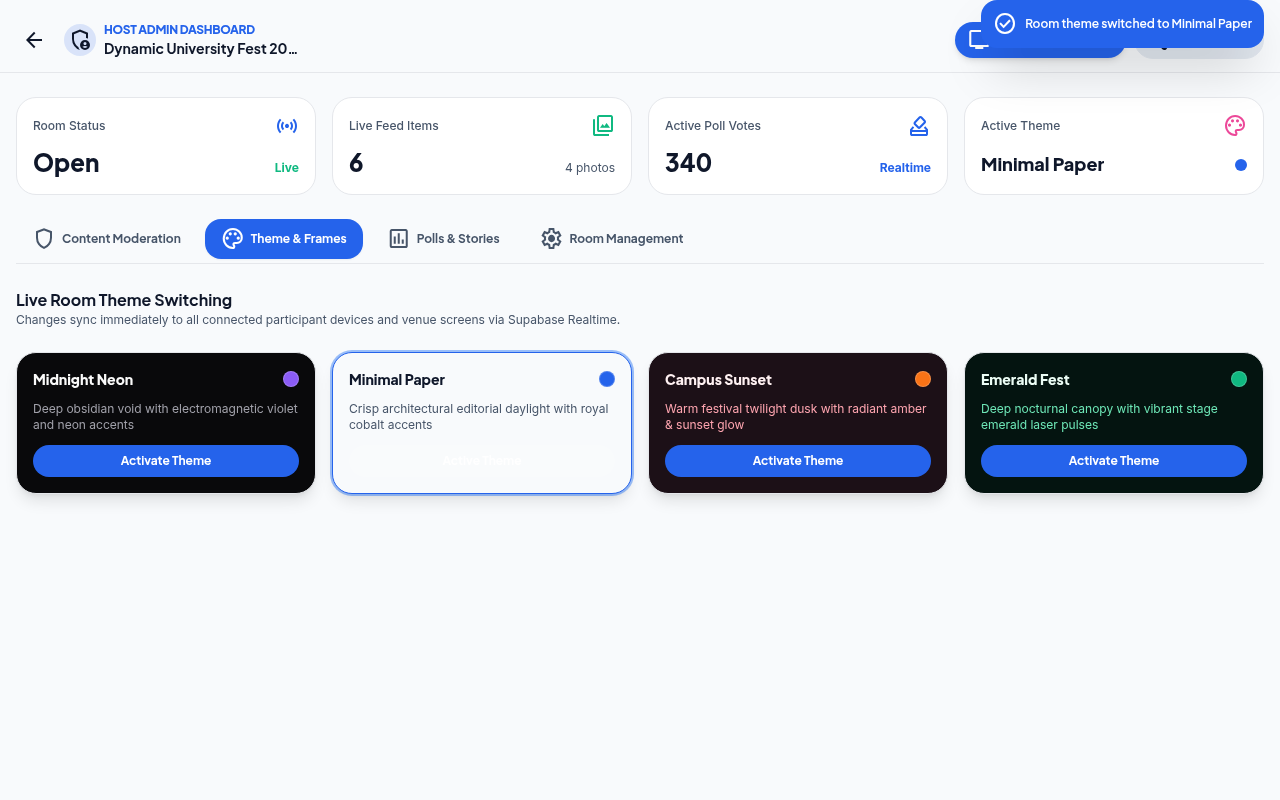 HOST ADMIN DASHBOARD
Dynamic University Fest 20...
Room theme switched to Minimal Paper
Room Status
Open
Live
Live Feed Items
6
4 photos
Active Poll Votes
340
Realtime
Active Theme
Minimal Paper
Content Moderation
Theme & Frames
Polls & Stories
Room Management
Live Room Theme Switching
Changes sync immediately to all connected participant devices and venue screens via Supabase Realtime.
Midnight Neon
Deep obsidian void with electromagnetic violet
and neon accents
Activate Theme
Minimal Paper
Crisp architectural editorial daylight with royal
cobalt accents
Active Theme
Campus Sunset
Warm festival twilight dusk with radiant amber
& sunset glow
Activate Theme
Emerald Fest
Deep nocturnal canopy with vibrant stage
emerald laser pulses
Activate Theme